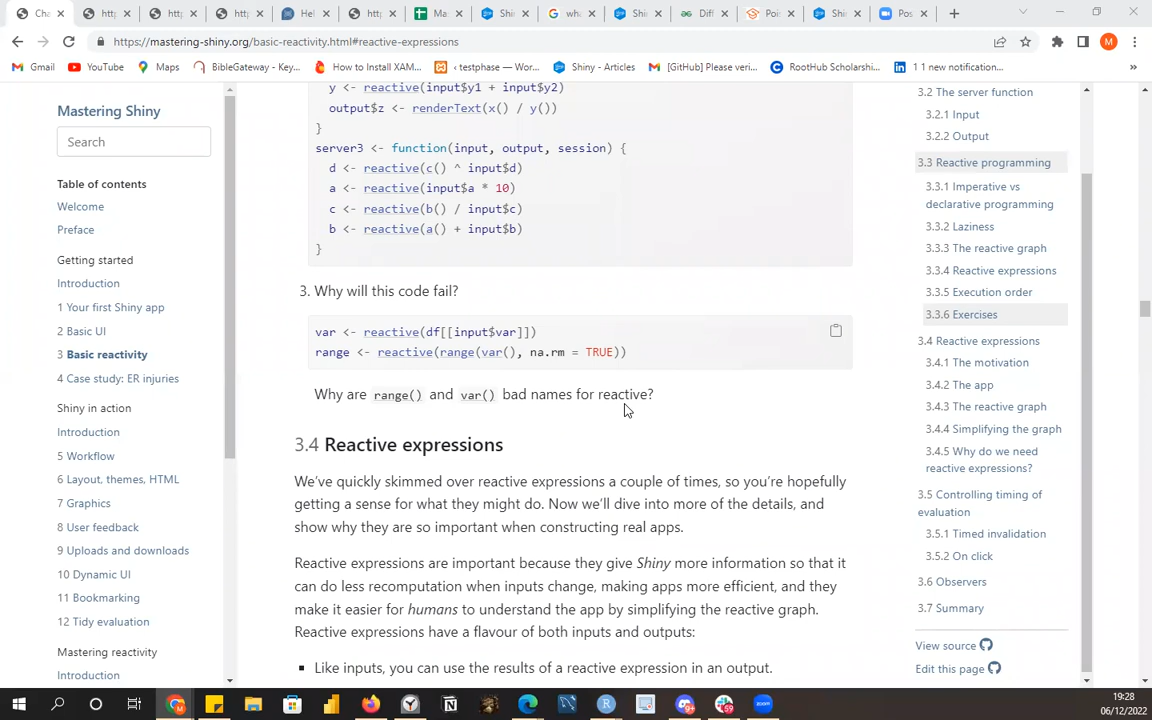 Cha
http
http
http
Hel
http
Ma
Shin
whe
Shin
Dif
Pois
Shin
Pos
https://mastering-shiny.org/basic-reactivity.html#reactive-expressions
M
Gmail
YouTube
Maps
BibleGateway - Key...
How to Install XAM...
‹ testphase — Wor...
Shiny - Articles
[GitHub] Please veri...
RootHub Scholarshi...
1 1 new notification...
»
Mastering Shiny
Search
Table of contents
Welcome
Preface
Getting started
Introduction
1 Your first Shiny app
2 Basic UI
3 Basic reactivity
4 Case study: ER injuries
Shiny in action
Introduction
5 Workflow
6 Layout, themes, HTML
7 Graphics
8 User feedback
9 Uploads and downloads
10 Dynamic UI
11 Bookmarking
12 Tidy evaluation
Mastering reactivity
Introduction
y <- reactive(input$y1 + input$y2)
output$z <- renderText(x() / y())
}
server3 <- function(input, output, session) {
d <- reactive(c() ^ input$d)
a <- reactive(input$a * 10)
c <- reactive(b() / input$c)
b <- reactive(a() + input$b)
}
3. Why will this code fail?
var <- reactive(df[[input$var]])
range <- reactive(range(var(), na.rm = TRUE))
Why are range() and var() bad names for reactive?
3.4 Reactive expressions
We've quickly skimmed over reactive expressions a couple of times, so you're hopefully
getting a sense for what they might do. Now we'll dive into more of the details, and
show why they are so important when constructing real apps.
Reactive expressions are important because they give Shiny more information so that it
can do less recomputation when inputs change, making apps more efficient, and they
make it easier for humans to understand the app by simplifying the reactive graph.
Reactive expressions have a flavour of both inputs and outputs:
Like inputs, you can use the results of a reactive expression in an output.
3.2 The server function
3.2.1 Input
3.2.2 Output
3.3 Reactive programming
3.3.1 Imperative vs
declarative programming
3.3.2 Laziness
3.3.3 The reactive graph
3.3.4 Reactive expressions
3.3.5 Execution order
3.3.6 Exercises
3.4 Reactive expressions
3.4.1 The motivation
3.4.2 The app
3.4.3 The reactive graph
3.4.4 Simplifying the graph
3.4.5 Why do we need
reactive expressions?
3.5 Controlling timing of
evaluation
3.5.1 Timed invalidation
3.5.2 On click
3.6 Observers
3.7 Summary
View source
Edit this page
19:28
06/12/2022